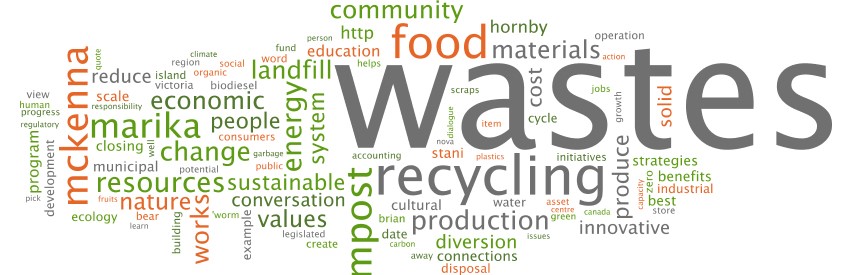 community
person
http
hornby
fund
climate
quote
education
food
materials
operation
region
social
word
action
helps
reduce
island
organic
landfill
wastes
view
victoria
biodiesel
cost
jobs
scraps
human
scale
economic
energy
system
mckenna
progress
responsibility
growth
solid
regulatory
marika
people
dialogue
item
cycle
consumers
closing
well
change
garbage
nova
stani
accounting
plastics
initiatives
produce
strategies
program
development
municipal
potential
public
recycling
zero
benefits
capacity
industrial
resources
sustainable
mpost
pick
fruits
nature
conversation
cultural
water
asset
best
centre
store
ecology
bear
works
'worm
values
brian
production
green
canada
innovative
learn
building
example
legislated
create
date
carbon
diversion
issues
away
connections
disposal